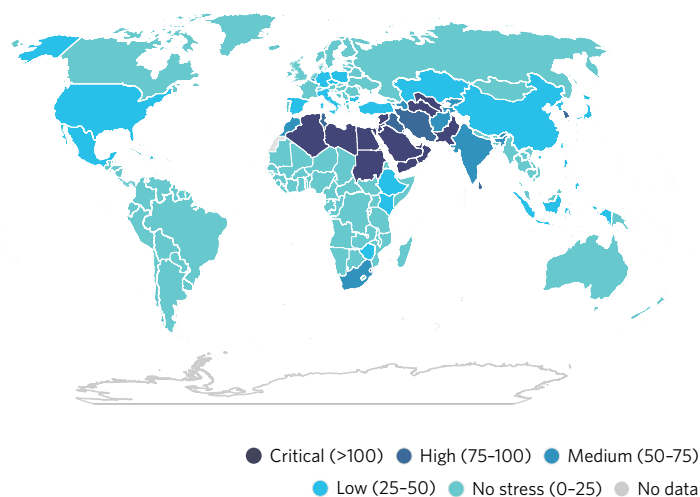 Critical (>100) High (75–100) Medium (50–75)
Low (25–50) No stress (0–25) No data